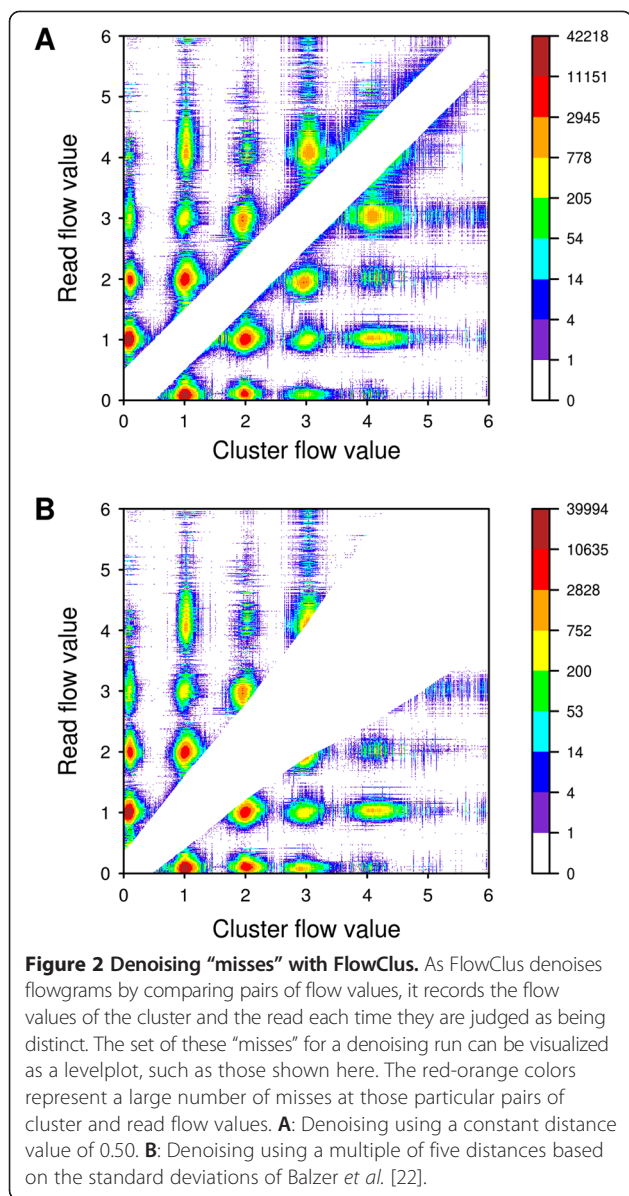 A
6
5
4
3
2
1
0
Read flow value
0 1 2 3 4 5 6
Cluster flow value
42218
11151
2945
778
205
54
14
4
1
0
B
6
5
4
3
2
1
0
Read flow value
0 1 2 3 4 5 6
Cluster flow value
39994
10635
2828
752
200
53
14
4
1
0
Figure 2 Denoising “misses” with FlowClus. As FlowClus denoises
flowgrams by comparing pairs of flow values, it records the flow
values of the cluster and the read each time they are judged as being
distinct. The set of these “misses” for a denoising run can be visualized
as a levelplot, such as those shown here. The red-orange colors
represent a large number of misses at those particular pairs of
cluster and read flow values. A: Denoising using a constant distance
value of 0.50. B: Denoising using a multiple of five distances based
on the standard deviations of Balzer et al. [22].